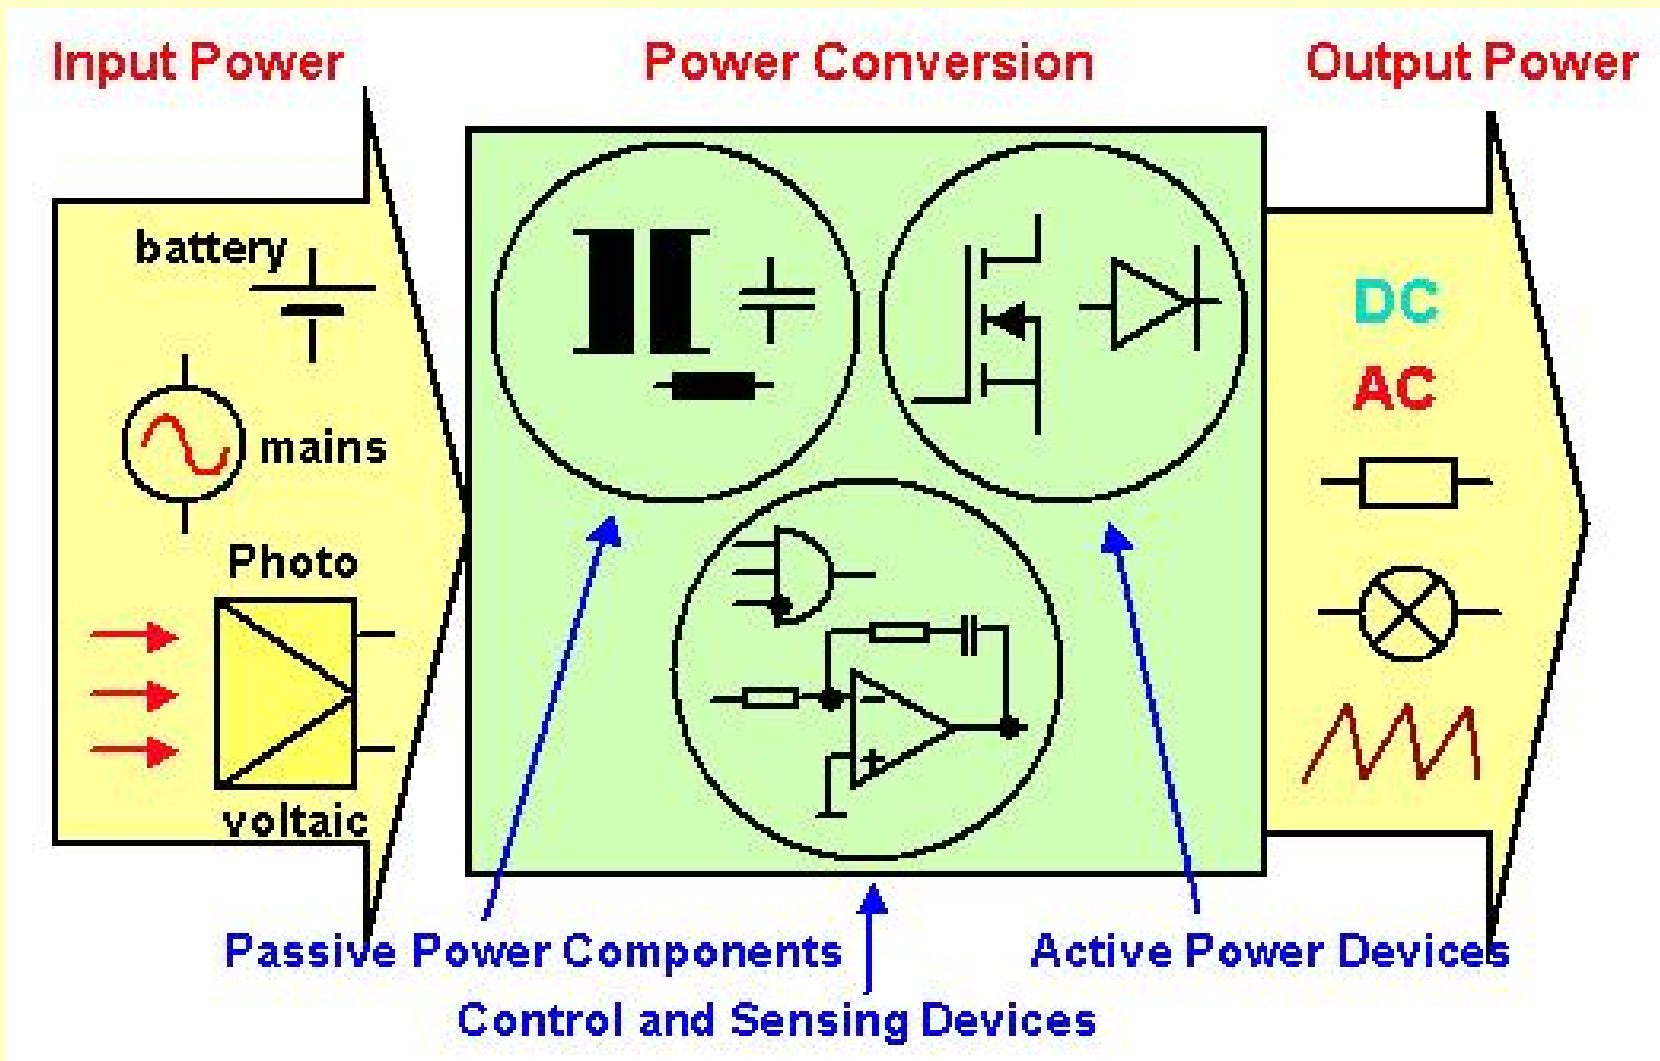 Input Power
Power Conversion
Output Power
battery
mains
Photo
voltaic
DC
AC
Passive Power Components
Active Power Devices
Control and Sensing Devices